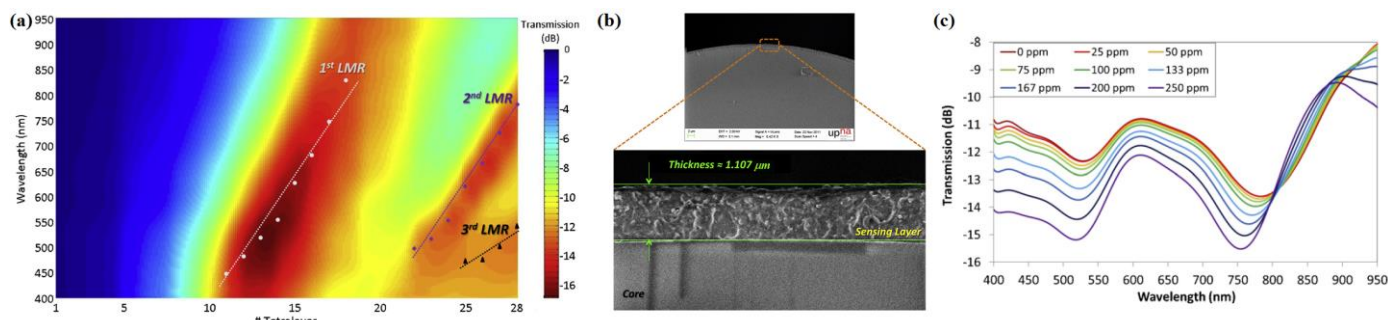 (a)
950
900
850
800
750
700
650
600
550
500
450
400
Wavelength (nm)
1
5
10
15
20
25
28
1st LMR
2nd LMR
3rd LMR
Transmission
(dB)
0
-2
-4
-6
-8
-10
-12
-14
-16
(b)
upna
Thickness ≈ 1.107 μm
Sensing Layer
Core
(c)
-8
-9
-10
-11
-12
-13
-14
-15
-16
Transmission (dB)
0 ppm 25 ppm 50 ppm
75 ppm 100 ppm 133 ppm
167 ppm 200 ppm 250 ppm
400 450 500 550 600 650 700 750 800 850 900 950
Wavelength (nm)